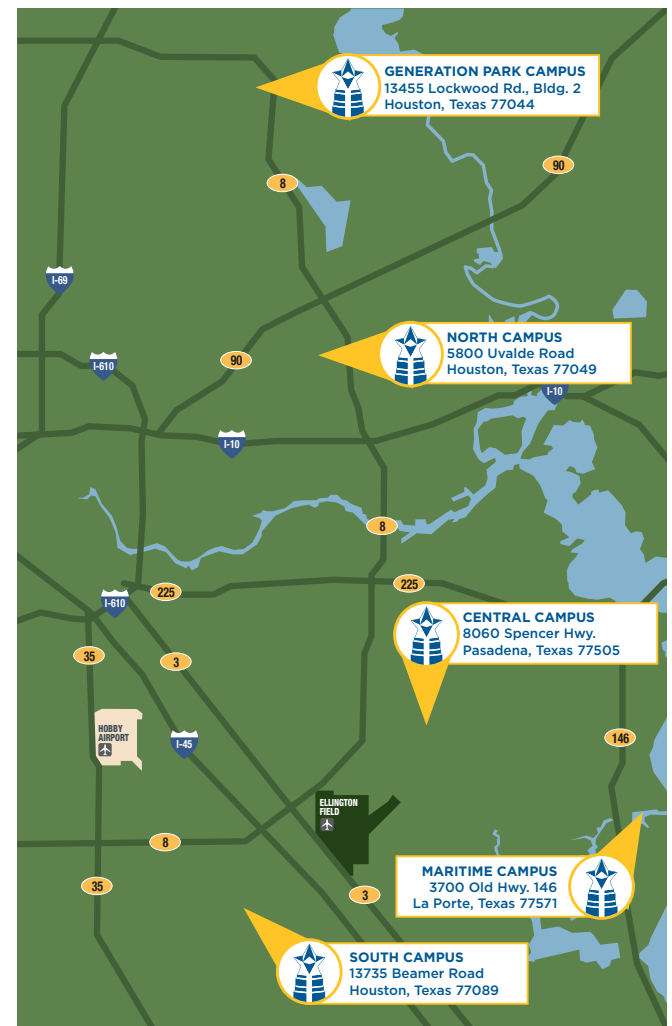 GENERATION PARK CAMPUS
13455 Lockwood Rd., Bldg. 2
Houston, Texas 77044
90
8
I-69
NORTH CAMPUS
5800 Uvalde Road
Houston, Texas 77049
90
I-610
I-10
I-10
8
225
225
I-610
CENTRAL CAMPUS
8060 Spencer Hwy.
Pasadena, Texas 77505
35
3
HOBBY
AIRPORT
I-45
146
ELLINGTON
FIELD
8
MARITIME CAMPUS
3700 Old Hwy. 146
La Porte, Texas 77571
35
3
SOUTH CAMPUS
13735 Beamer Road
Houston, Texas 77089